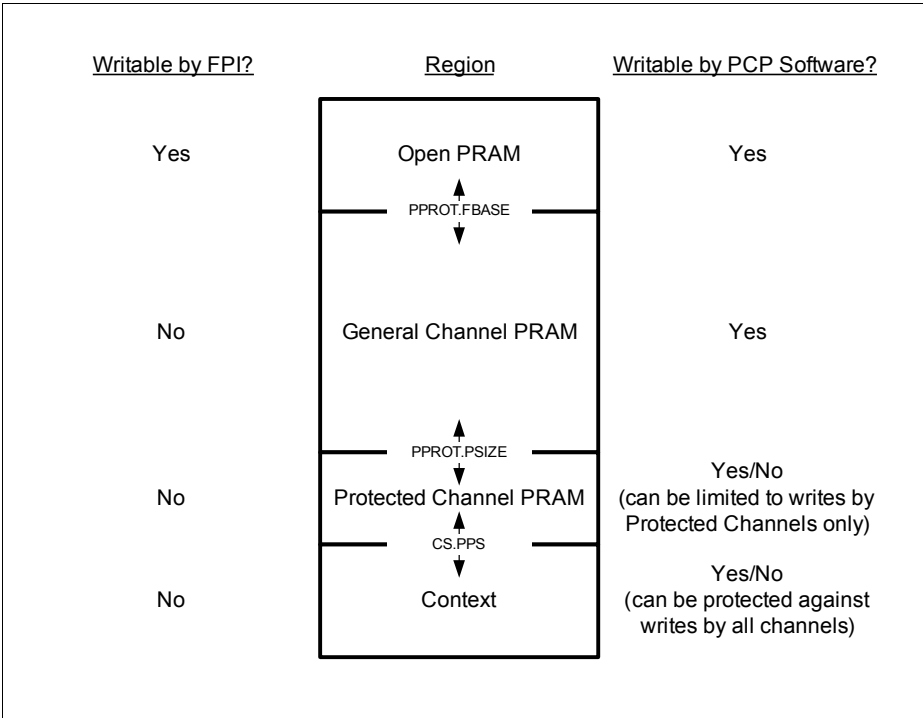 Writable by FPI? Region Writable by PCP Software?
Yes Open PRAM Yes
PPROT.FBASE
No General Channel PRAM Yes
PPROT.PSIZE
Yes/No
No Protected Channel PRAM (can be limited to writes by
Protected Channels only)
CS.PPS
Yes/No
No Context (can be protected against
writes by all channels)